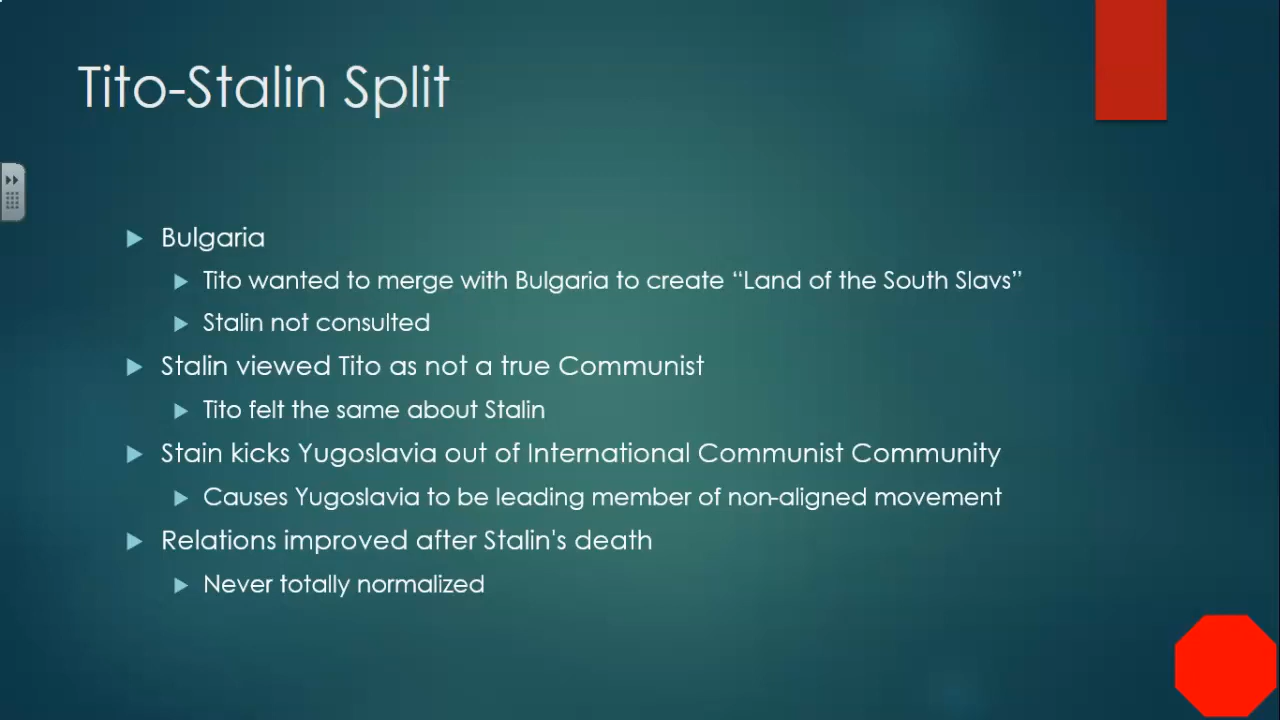 Tito-Stalin Split
Bulgaria
Tito wanted to merge with Bulgaria to create “Land of the South Slavs”
Stalin not consulted
Stalin viewed Tito as not a true Communist
Tito felt the same about Stalin
Stain kicks Yugoslavia out of International Communist Community
Causes Yugoslavia to be leading member of non-aligned movement
Relations improved after Stalin's death
Never totally normalized